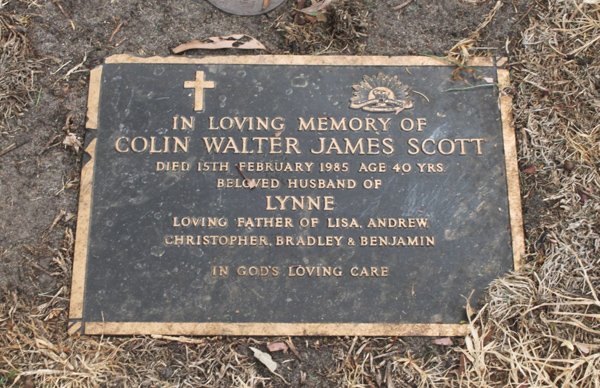 IN LOVING MEMORY OF
COLIN WALTER JAMES SCOTT
DIED 15TH FEBRUARY 1985 AGE 40 YRS.
BELOVED HUSBAND OF
LYNNE
LOVING FATHER OF LISA, ANDREW,
CHRISTOPHER, BRADLEY & BENJAMIN
IN GOD'S LOVING CARE